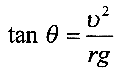 tan θ = υ²/rg